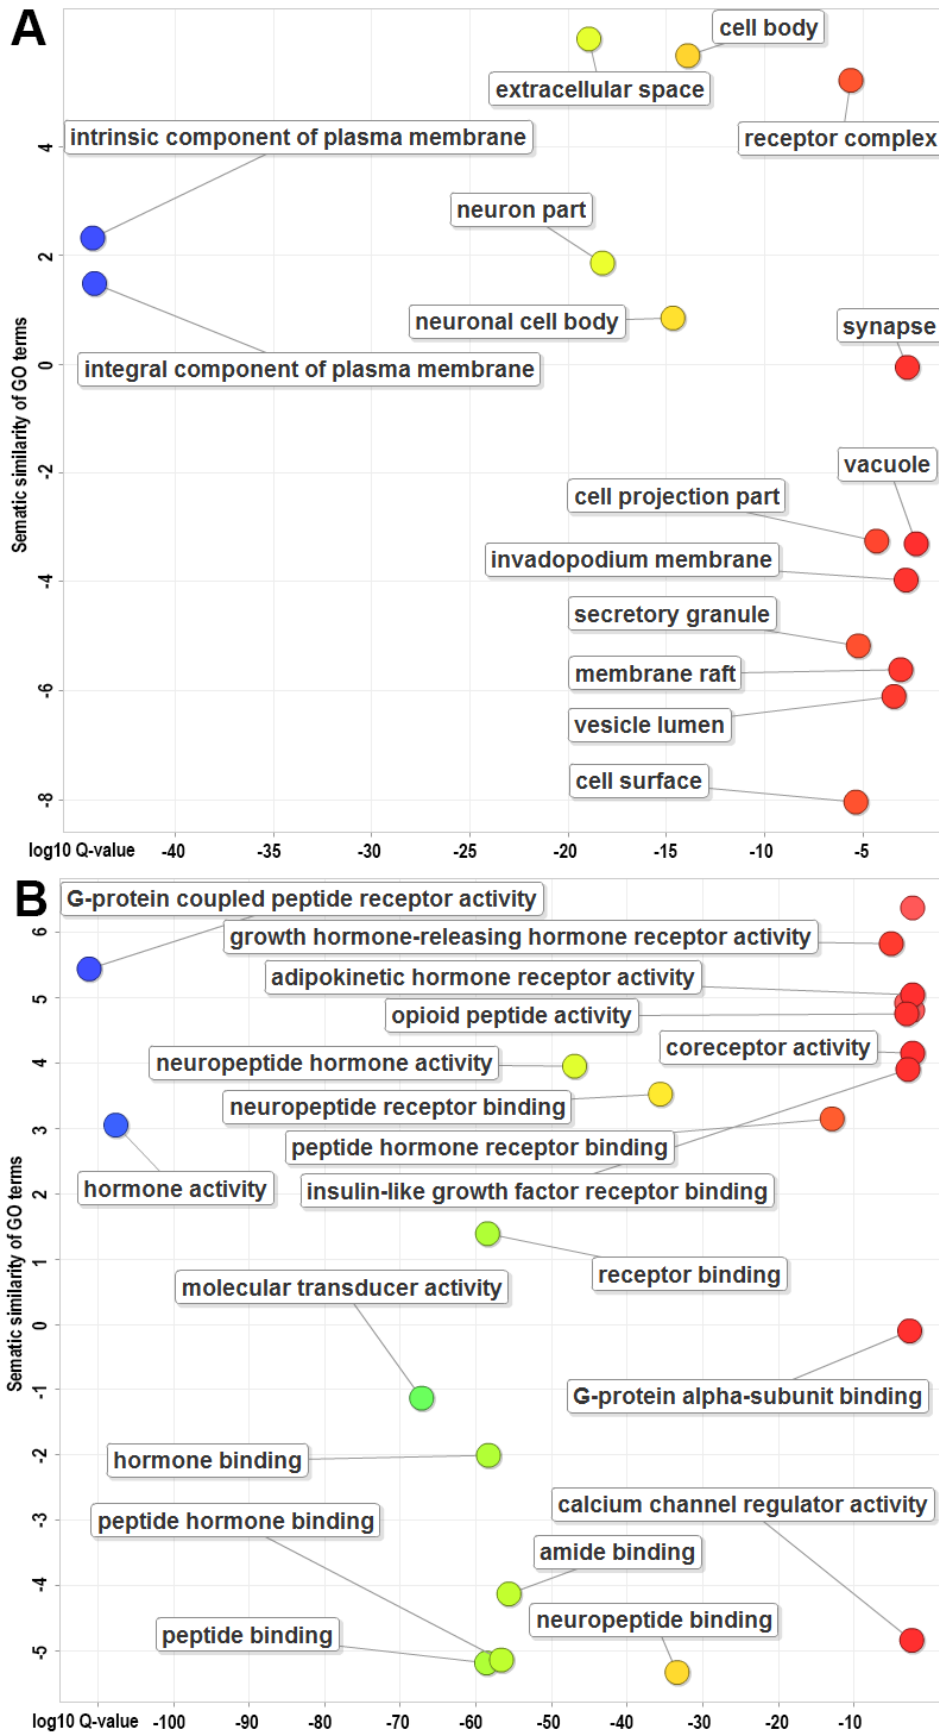 A
cell body
extracellular space
receptor complex
intrinsic component of plasma membrane
4
neuron part
2
neuronal cell body
synapse
0
integral component of plasma membrane
Sematic similarity of GO terms
vacuole
-2
cell projection part
invadopodium membrane
-4
secretory granule
membrane raft
-6
vesicle lumen
cell surface
-8
log10 Q-value -40 -35 -30 -25 -20 -15 -10 -5
B
G-protein coupled peptide receptor activity
6
growth hormone-releasing hormone receptor activity
adipokinetic hormone receptor activity
5
opioid peptide activity
coreceptor activity
4
neuropeptide hormone activity
neuropeptide receptor binding
3
peptide hormone receptor binding
hormone activity
2
insulin-like growth factor receptor binding
1
receptor binding
molecular transducer activity
0
Sematic similarity of GO terms
-1
G-protein alpha-subunit binding
-2
hormone binding
calcium channel regulator activity
-3
peptide hormone binding
amide binding
-4
neuropeptide binding
peptide binding
-5
log10 Q-value -100 -90 -80 -70 -60 -50 -40 -30 -20 -10